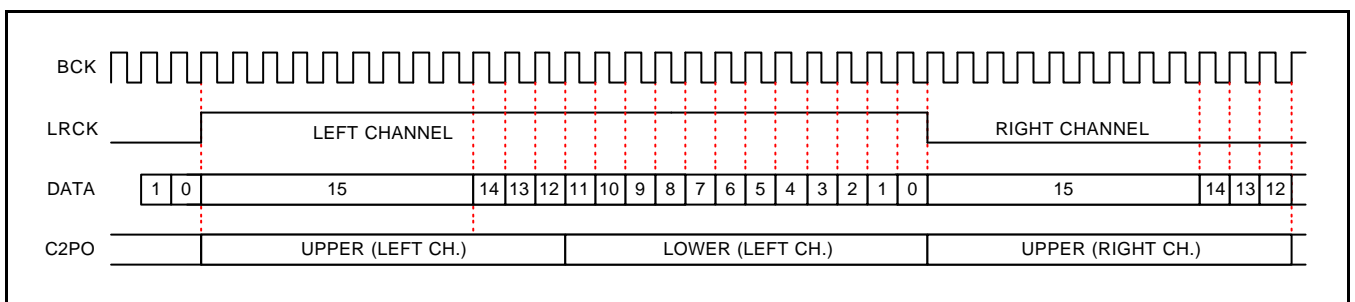 BCK
LRCK LEFT CHANNEL RIGHT CHANNEL
DATA 1 0 15 14 13 12 11 10 9 8 7 6 5 4 3 2 1 0 15 14 13 12
C2PO UPPER (LEFT CH.) LOWER (LEFT CH.) UPPER (RIGHT CH.)